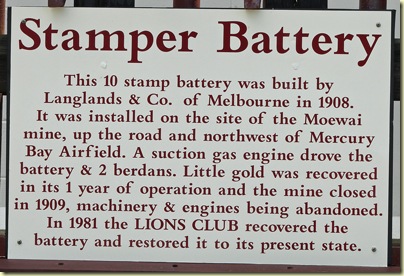 Stamper Battery
This 10 stamp battery was built by
Langlands & Co. of Melbourne in 1908.
It was installed on the site of the Moewai
mine, up the road and northwest of Mercury
Bay Airfield. A suction gas engine drove the
battery & 2 berdans. Little gold was recovered
in its 1 year of operation and the mine closed
in 1909, machinery & engines being abandoned.
In 1981 the LIONS CLUB recovered the
battery and restored it to its present state.